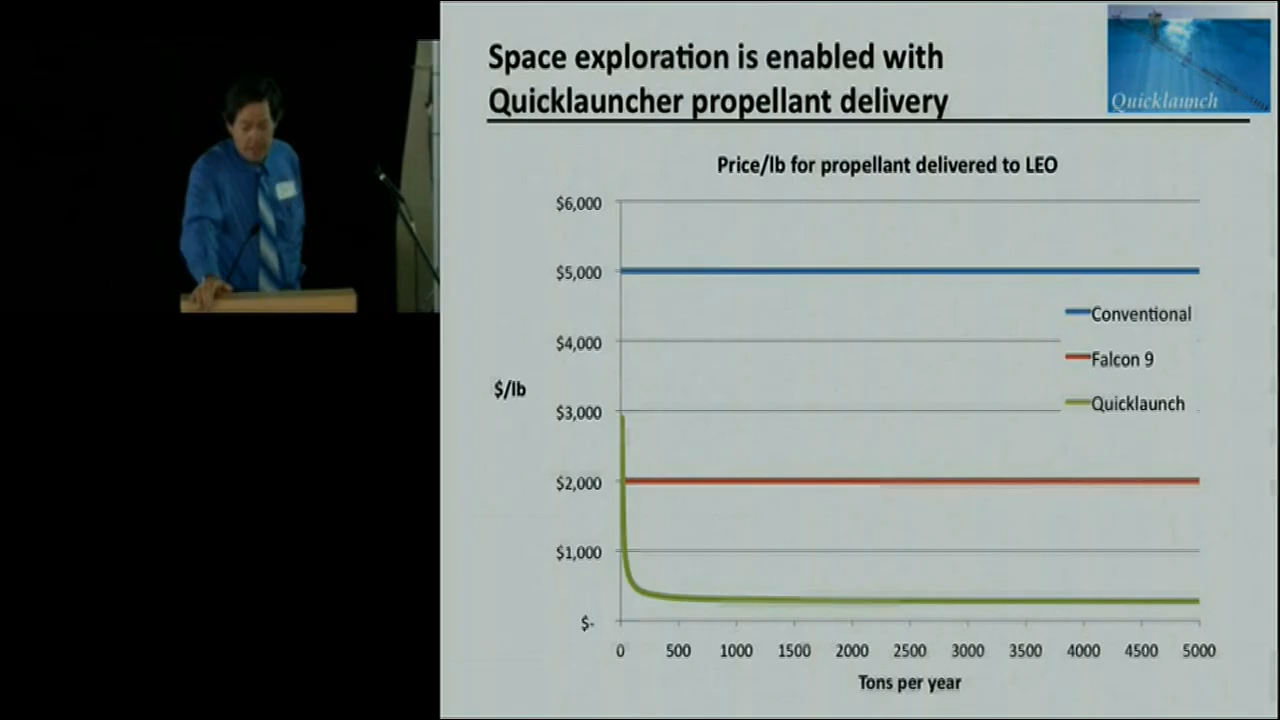 Space exploration is enabled with
Quicklauncher propellant delivery
Quicklaunch
Price/lb for propellant delivered to LEO
$6,000
$5,000
$4,000
$3,000
$2,000
$1,000
$-
$/lb
Conventional
Falcon 9
Quicklaunch
0 500 1000 1500 2000 2500 3000 3500 4000 4500 5000
Tons per year